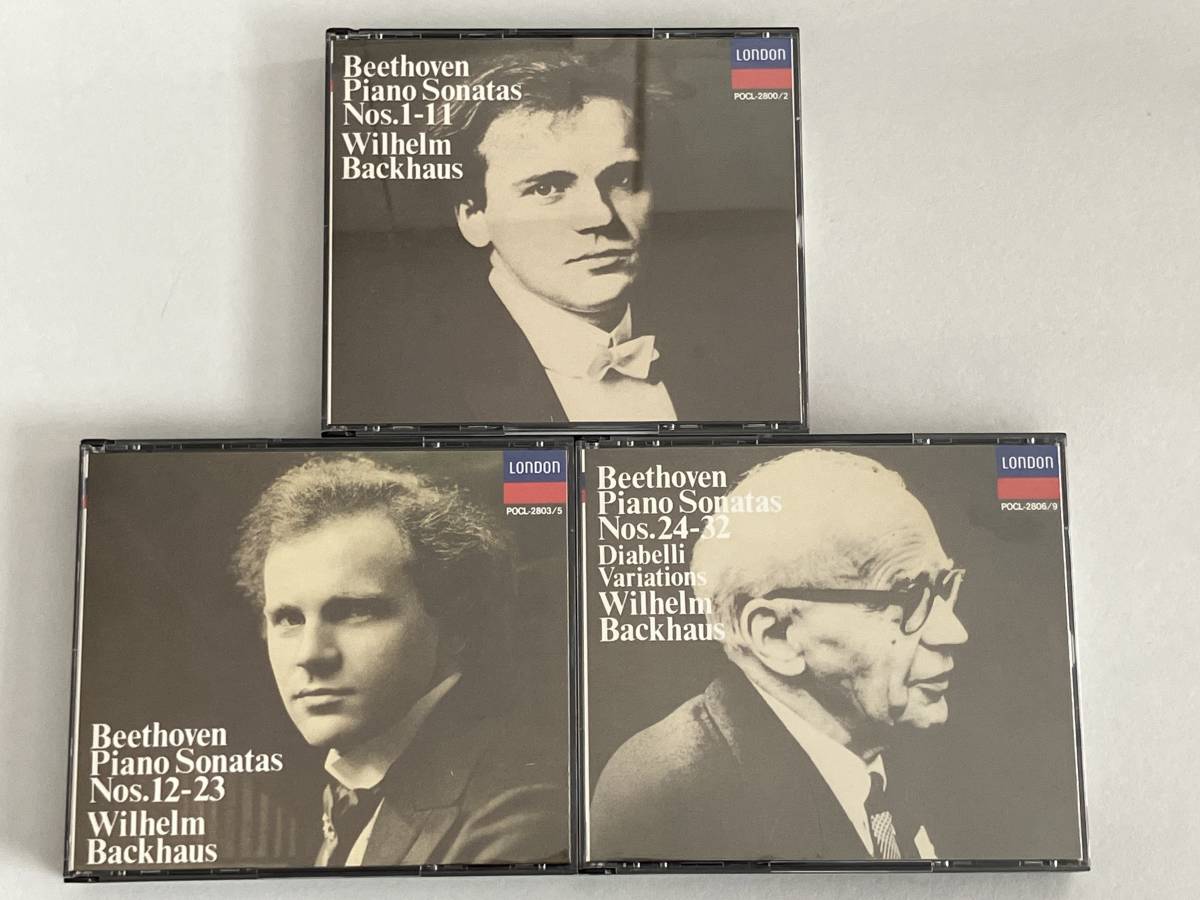 Beethoven
Piano Sonatas
Nos.1-11
Wilhelm
Backhaus
LONDON
POCL-2800/2
LONDON
POCL-2803/5
Beethoven
Piano Sonatas
Nos.12-23
Wilhelm
Backhaus
Beethoven
Piano Sonatas
Nos.24-32
Diabelli
Variations
Wilhelm
Backhaus
LONDON
POCL-2806/9